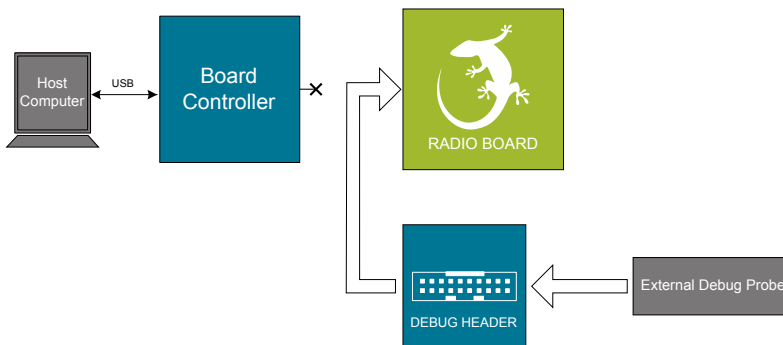 Host
Computer
USB
Board
Controller
RADIO BOARD
External Debug Probe
DEBUG HEADER